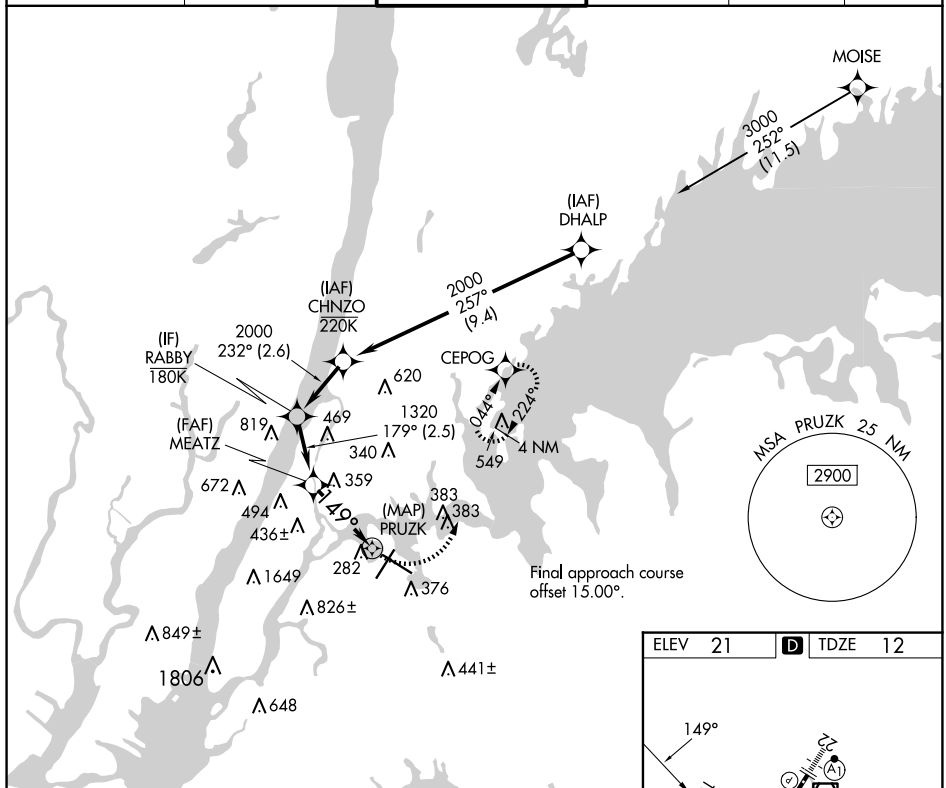 MOISE
3000
252°
(11.5)
(IAF)
DHALP
2000
257°
(9.4)
(IAF)
CHNZO
220K
2000
232° (2.6)
(IF)
RABBY
180K
CEPOG
620
044°
224°
4 NM
549
819
469
1320
179° (2.5)
340
(FAF)
MEATZ
359
672
494
436±
149°
(MAP)
PRUZK
383
383
282
376
1649
826±
849±
1806
648
441±
Final approach course
offset 15.00°.
MSA PRUZK 25 NM
2900
ELEV 21 D TDZE 12
149°
22
P
A1